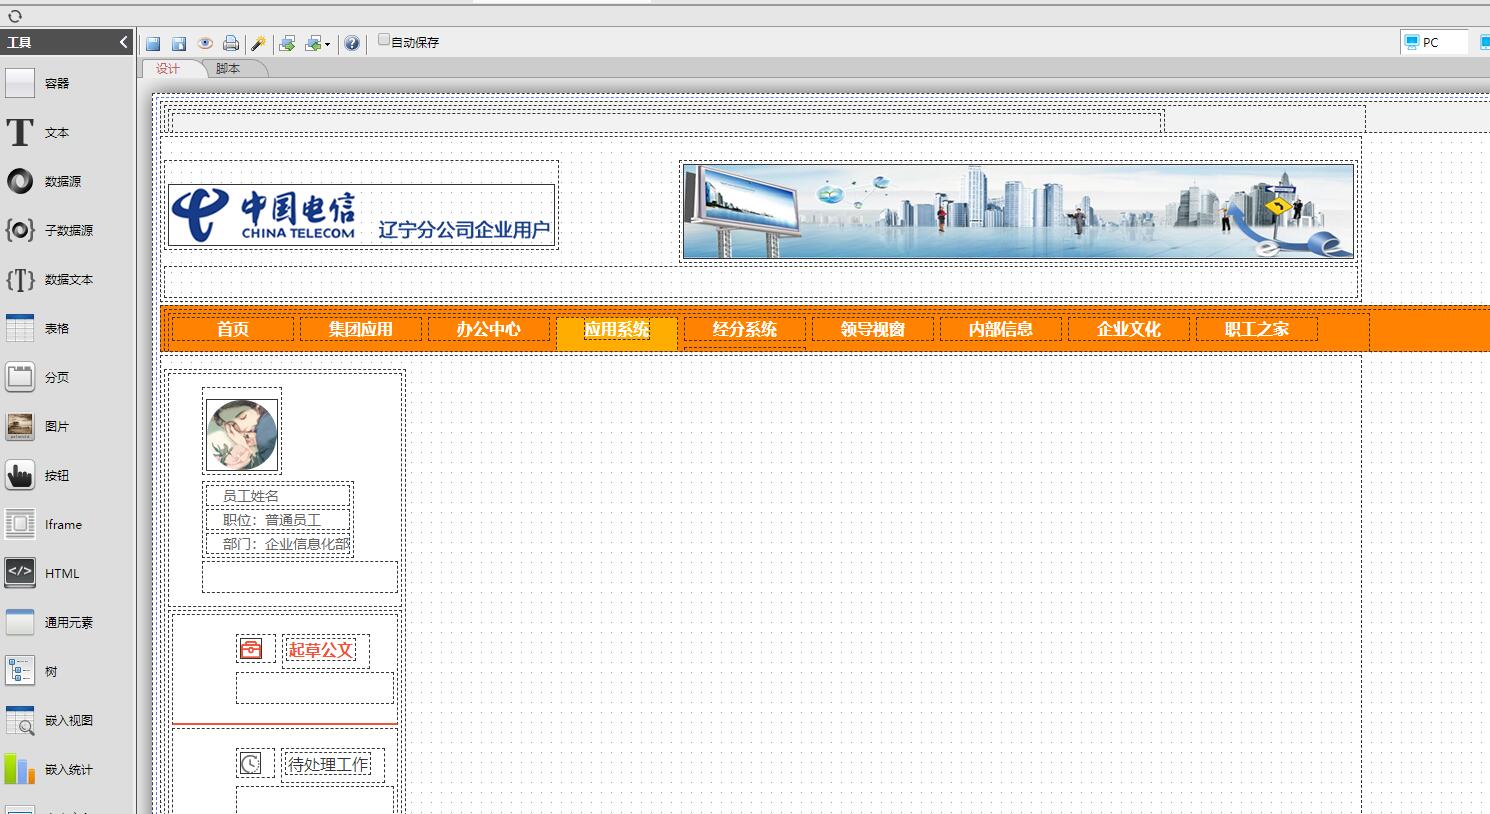 工具
自动保存
PC
设计
脚本
容器
文本
数据源
子数据源
数据文本
表格
分页
图片
按钮
Iframe
HTML
通用元素
树
嵌入视图
嵌入统计
中国电信
CHINA TELECOM
辽宁分公司企业用户
首页
集团应用
办公中心
应用系统
经分系统
领导视窗
内部信息
企业文化
职工之家
员工姓名
职位：普通员工
部门：企业信息化部
起草公文
待处理工作